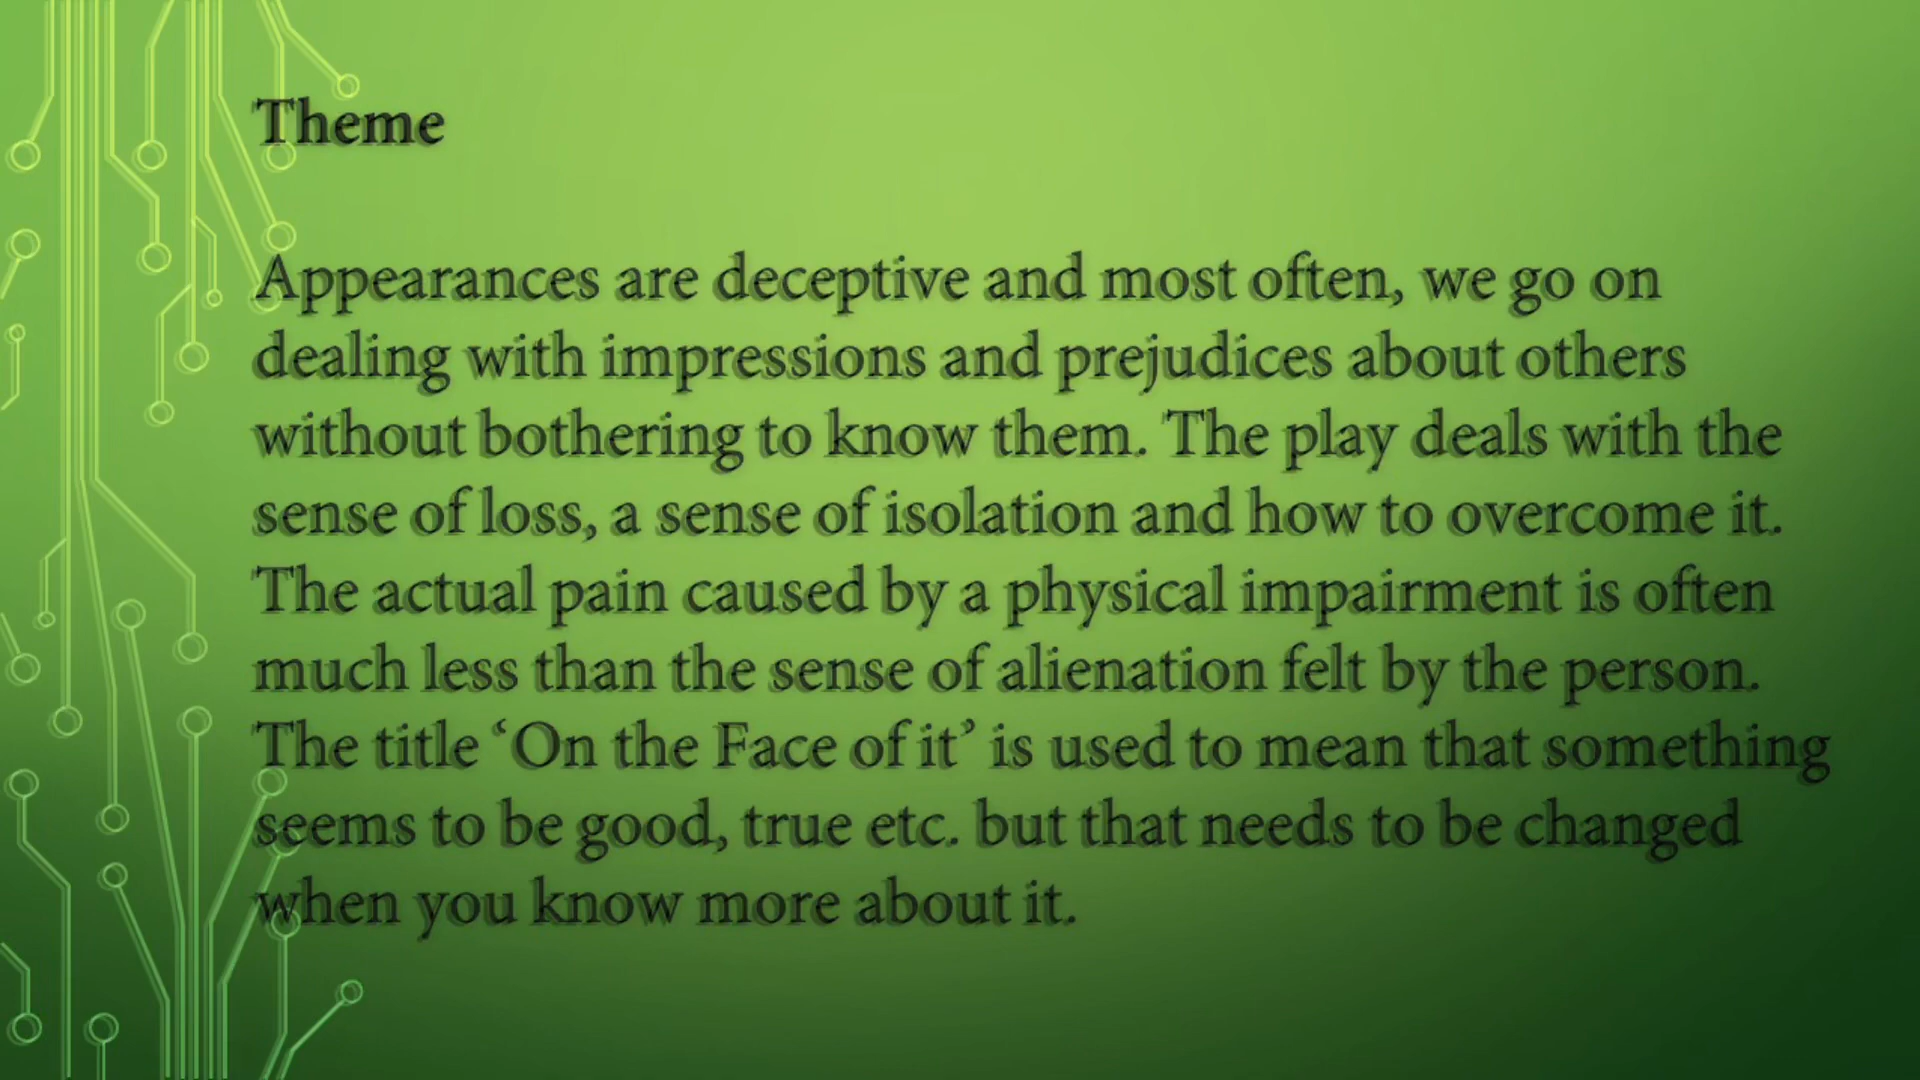 Theme
Appearances are deceptive and most often, we go on
dealing with impressions and prejudices about others
without bothering to know them. The play deals with the
sense of loss, a sense of isolation and how to overcome it.
The actual pain caused by a physical impairment is often
much less than the sense of alienation felt by the person.
The title ‘On the Face of it’ is used to mean that something
seems to be good, true etc. but that needs to be changed
when you know more about it.